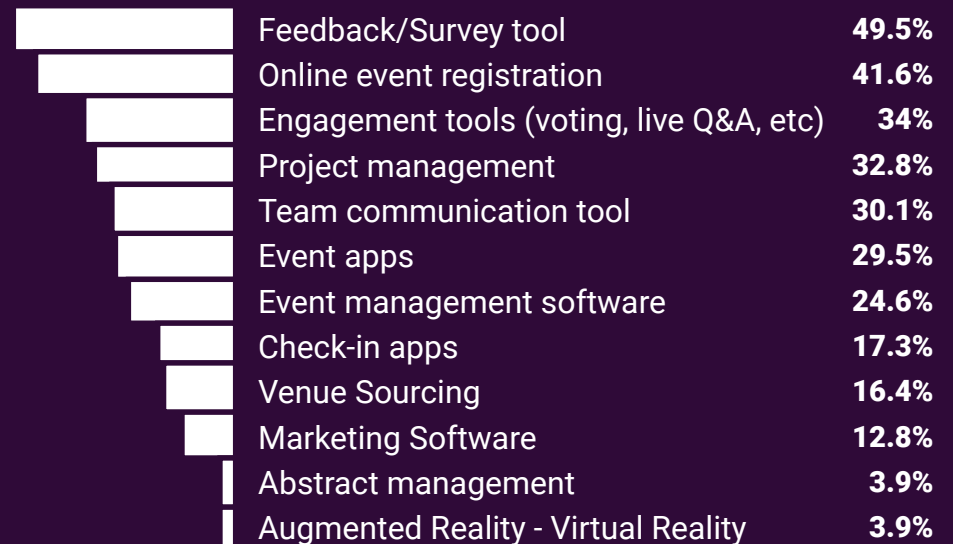 Feedback/Survey tool 49.5%
Online event registration 41.6%
Engagement tools (voting, live Q&A, etc) 34%
Project management 32.8%
Team communication tool 30.1%
Event apps 29.5%
Event management software 24.6%
Check-in apps 17.3%
Venue Sourcing 16.4%
Marketing Software 12.8%
Abstract management 3.9%
Augmented Reality - Virtual Reality 3.9%